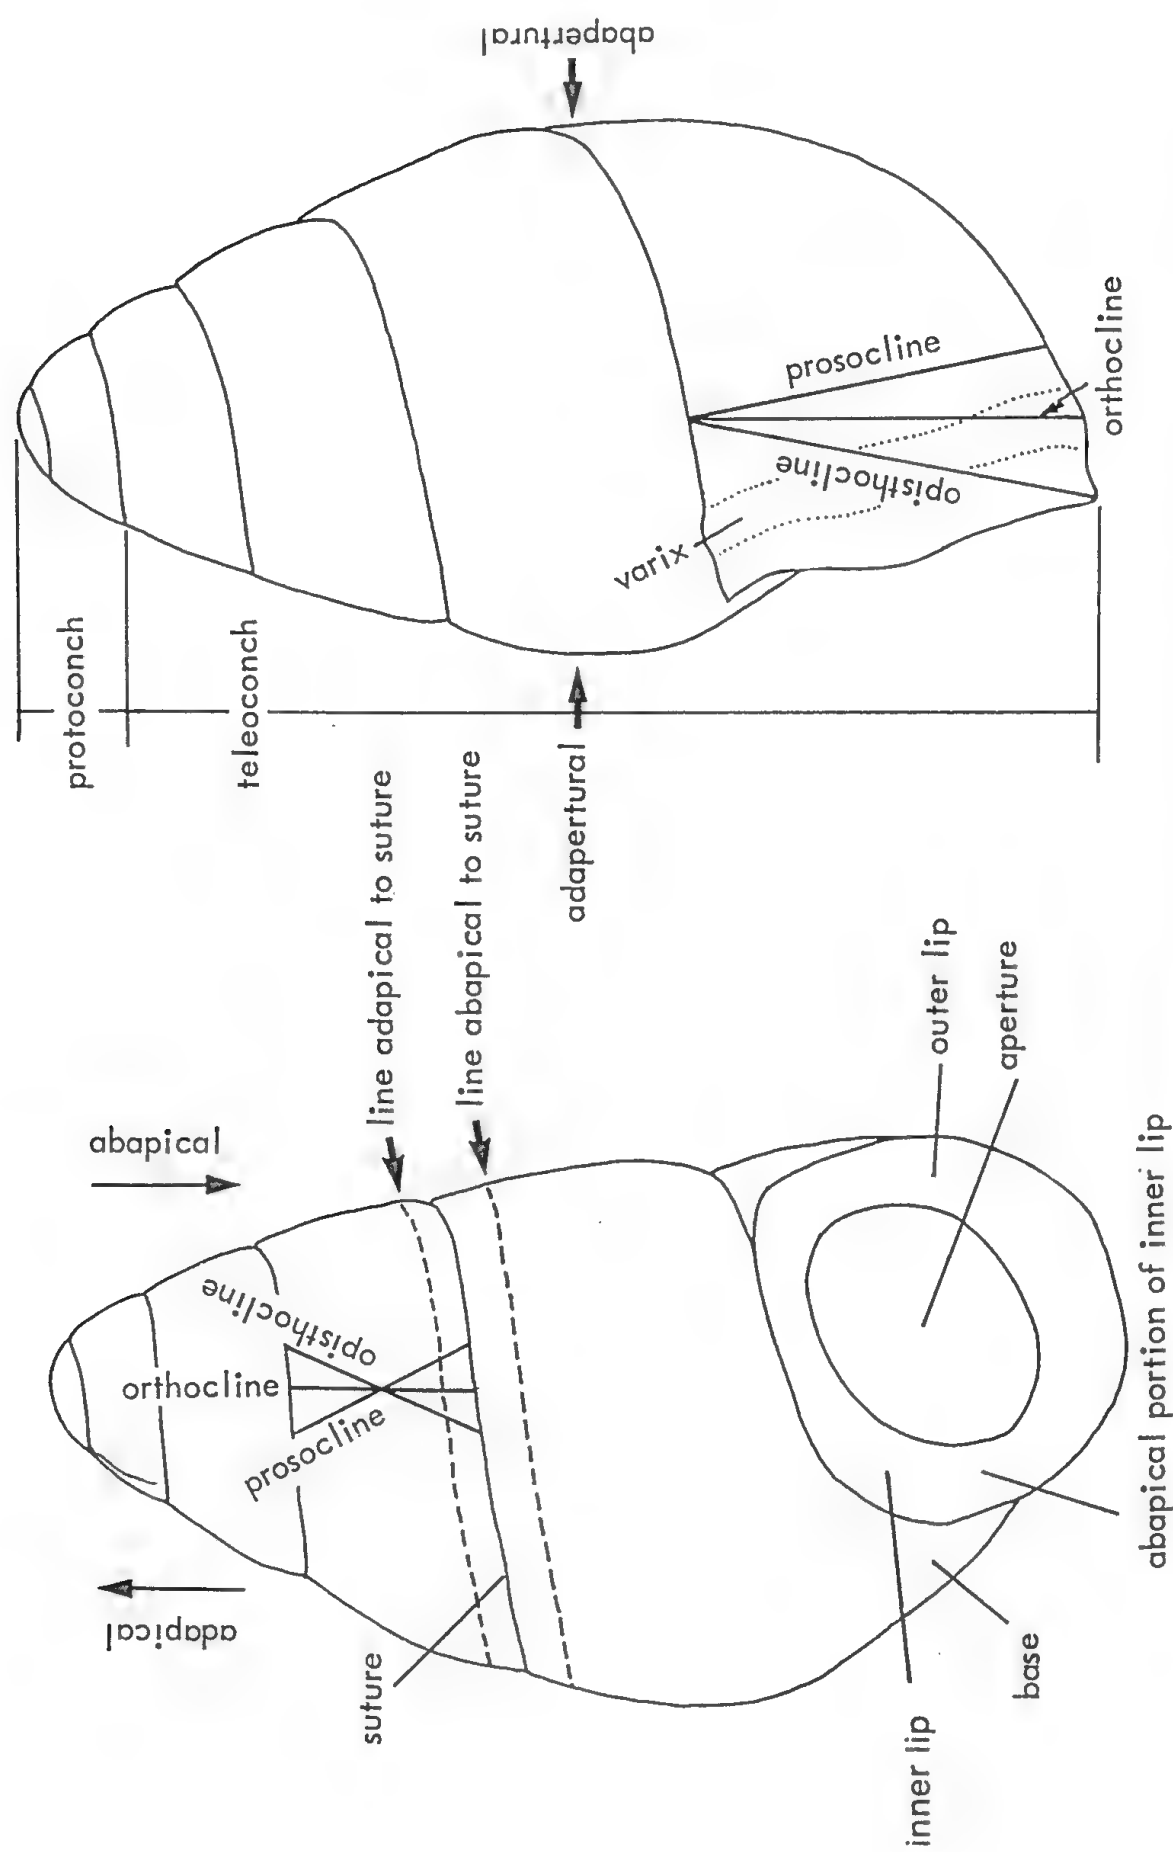 abapertural
protoconch
teleoconch
prosocline
orthocline
opisthocline
varix
adapertural
line adapical to suture
line abapical to suture
abapical
adapical
opisthocline
orthocline
prosocline
suture
outer lip
aperture
abapical portion of inner lip
base
inner lip